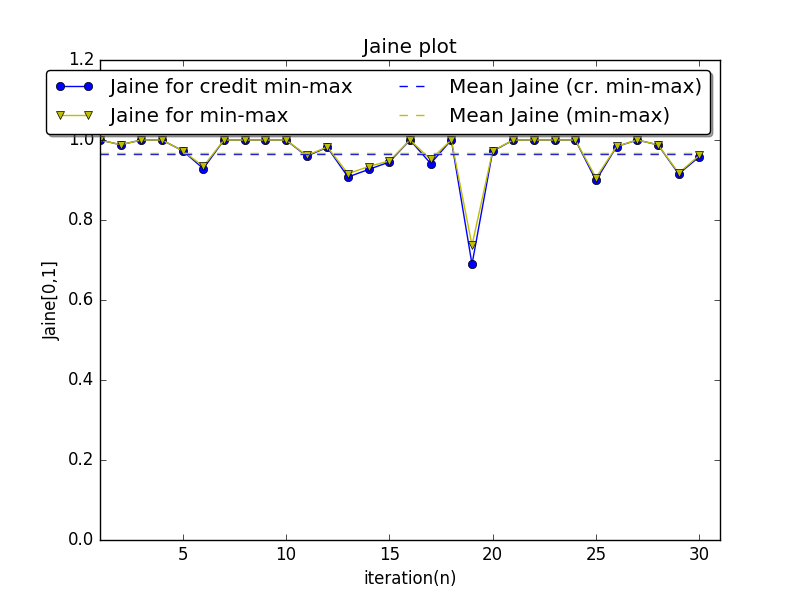 Jaine plot
1.2
Jaine for credit min-max
Mean Jaine (cr. min-max)
Jaine for min-max
Mean Jaine (min-max)
1.0
0.8
0.6
0.4
0.2
0.0
Jaine[0,1]
5 10 15 20 25 30
iteration(n)